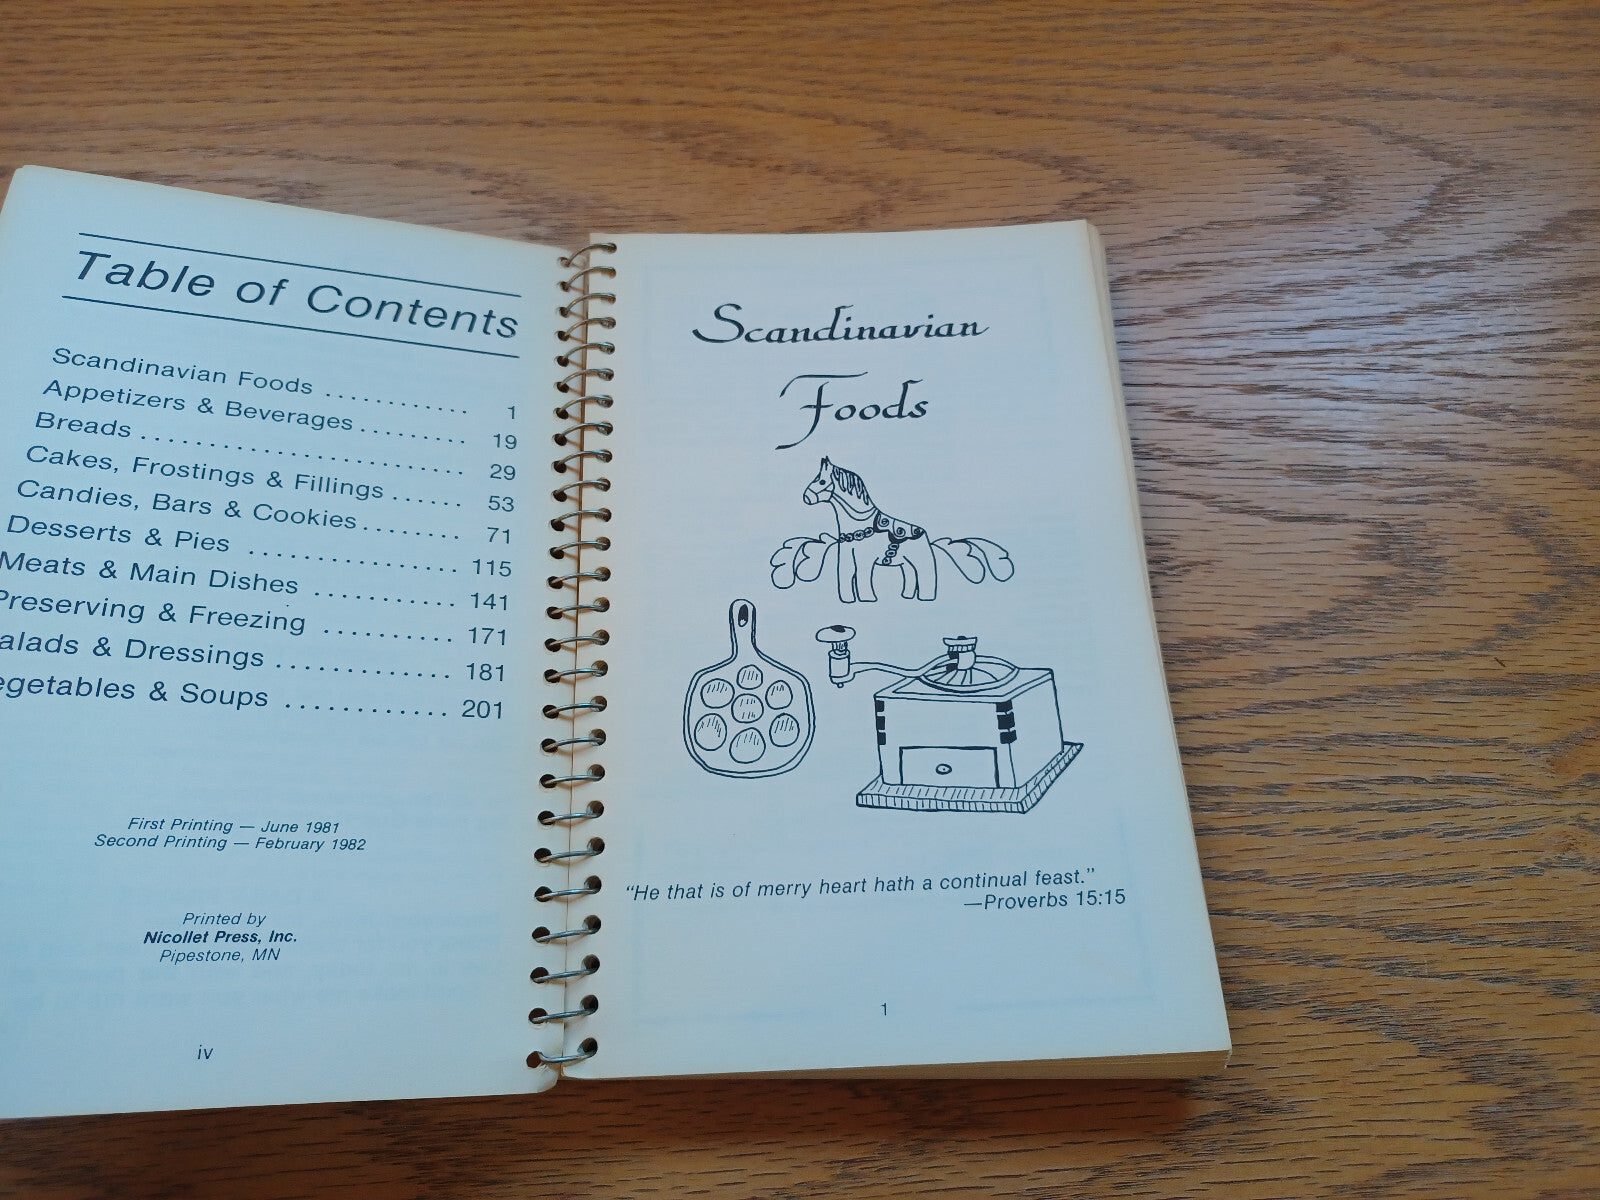 Table of Contents
Scandinavian Foods ............ 1
Appetizers & Beverages ......... 19
Breads ........................ 29
Cakes, Frostings & Fillings ...... 53
Candies, Bars & Cookies ........ 71
Desserts & Pies ............... 115
Meats & Main Dishes ........... 141
Preserving & Freezing .......... 171
alads & Dressings ............. 181
egetables & Soups ............ 201
First Printing — June 1981
Second Printing — February 1982
Printed by
Nicollet Press, Inc.
Pipestone, MN
iv
Scandinavian
Foods
“He that is of merry heart hath a continual feast.”
—Proverbs 15:15
1